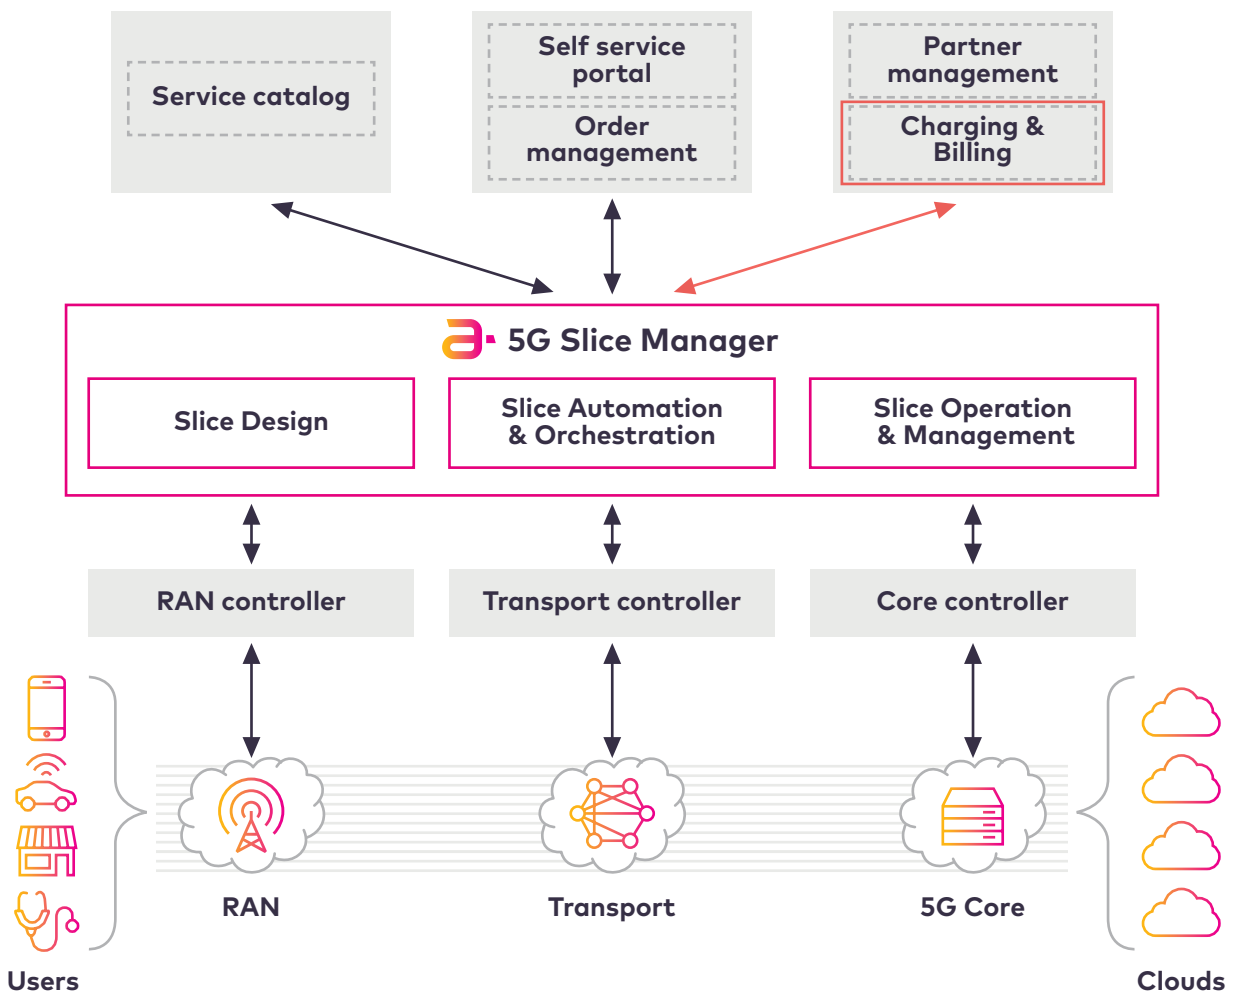 Service catalog
Self service
portal
Order
management
Partner
management
Charging &
Billing
5G Slice Manager
Slice Design
Slice Automation
& Orchestration
Slice Operation
& Management
RAN controller
Transport controller
Core controller
RAN
Transport
5G Core
Users
Clouds